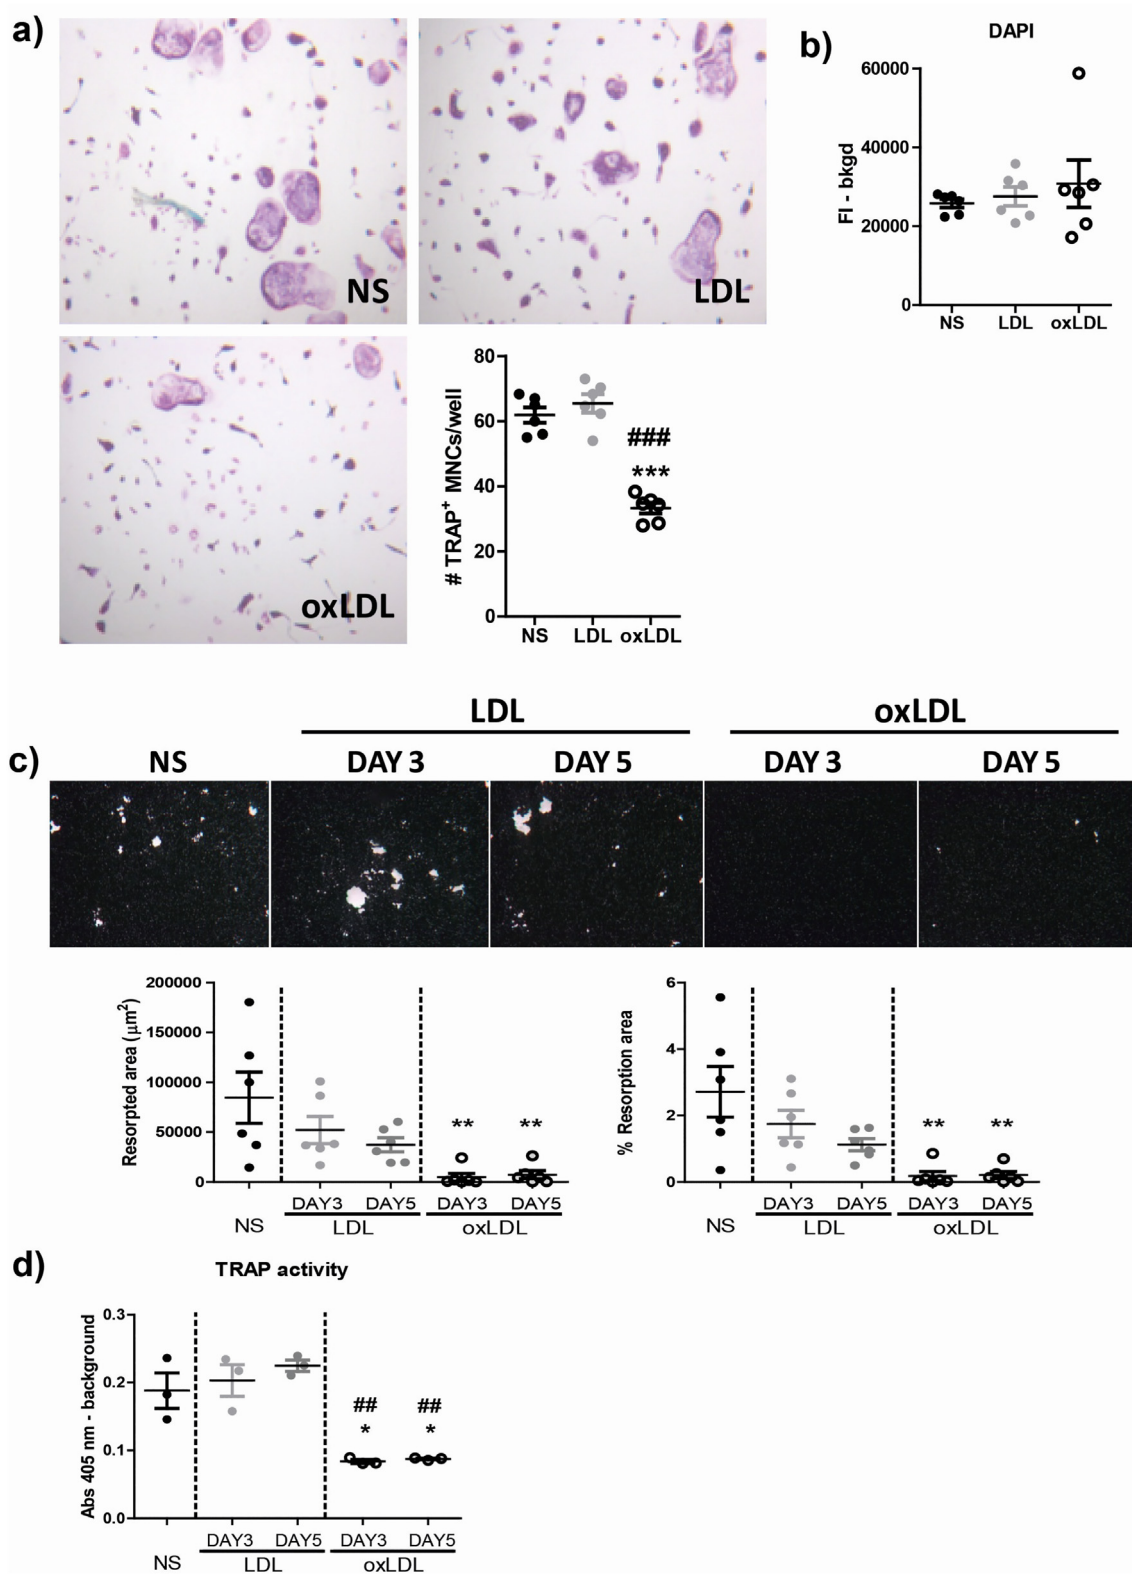 a)
NS
LDL
oxLDL
# TRAP+ MNCs/well
80
60
40
20
0
###
***
NS LDL oxLDL
b)
DAPI
FI - bkgd
60000
40000
20000
0
NS LDL oxLDL
LDL oxLDL
c)
NS DAY 3 DAY 5 DAY 3 DAY 5
Resorpted area (μm²)
200000
150000
100000
50000
0
** **
DAY3 DAY5 DAY3 DAY5
NS LDL oxLDL
% Resorption area
6
4
2
0
** **
DAY3 DAY5 DAY3 DAY5
NS LDL oxLDL
d)
TRAP activity
Abs 405 nm - background
0.3
0.2
0.1
0.0
## ##
* *
DAY3 DAY5 DAY3 DAY5
NS LDL oxLDL